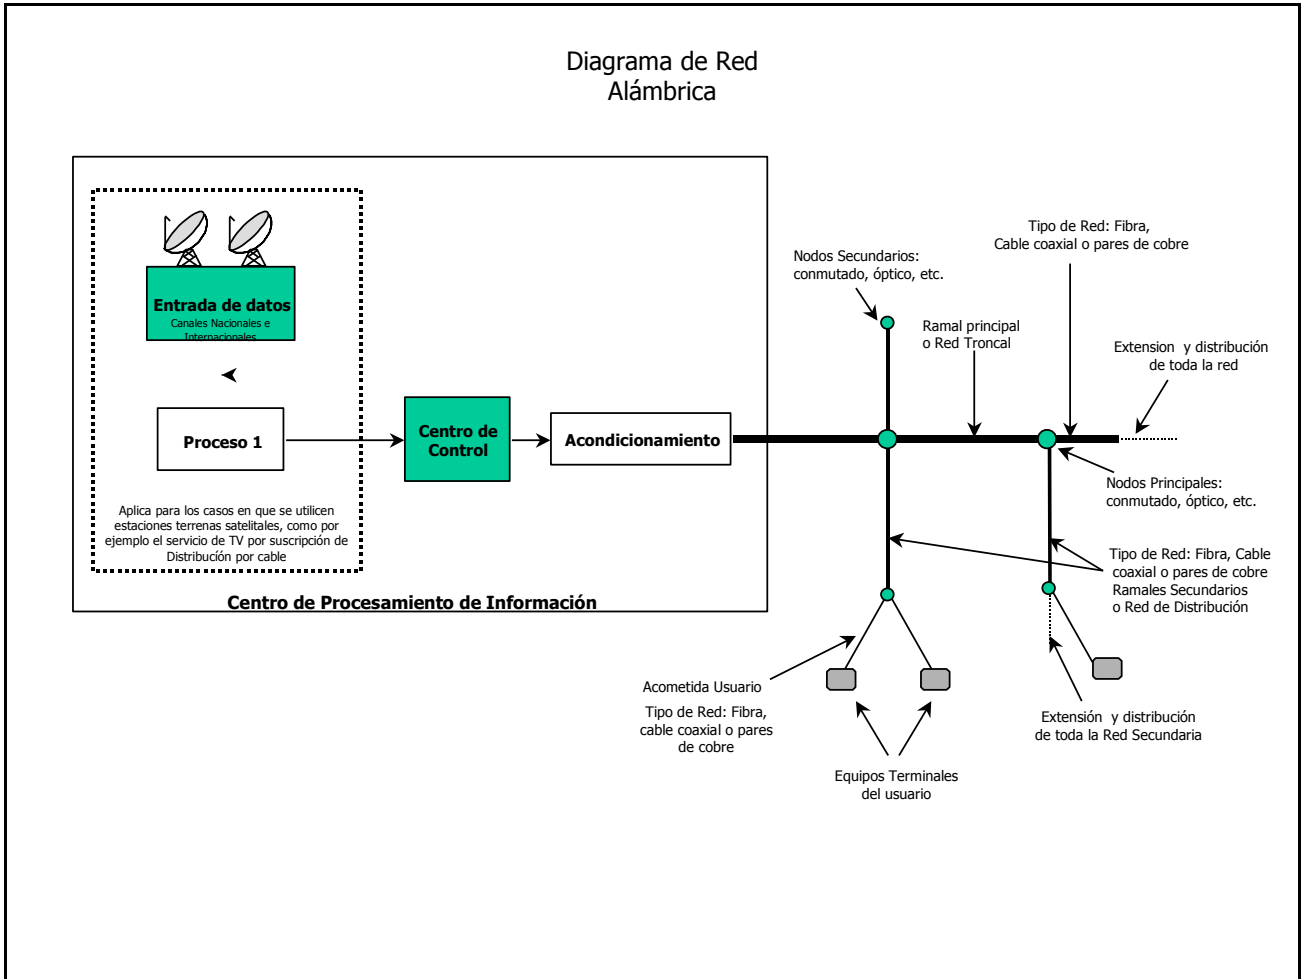 Diagrama de Red
Alámbrica
Entrada de datos
Canales Nacionales e
Internacionales
Proceso 1
Aplica para los casos en que se utilicen
estaciones terrenas satelitales, como por
ejemplo el servicio de TV por suscripción de
Distribucíón por cable
Centro de
Control
Acondicionamiento
Centro de Procesamiento de Información
Nodos Secundarios:
conmutado, óptico, etc.
Ramal principal
o Red Troncal
Tipo de Red: Fibra,
Cable coaxial o pares de cobre
Extension y distribución
de toda la red
Nodos Principales:
conmutado, óptico, etc.
Tipo de Red: Fibra, Cable
coaxial o pares de cobre
Ramales Secundarios
o Red de Distribución
Acometida Usuario
Tipo de Red: Fibra,
cable coaxial o pares
de cobre
Equipos Terminales
del usuario
Extensión y distribución
de toda la Red Secundaria